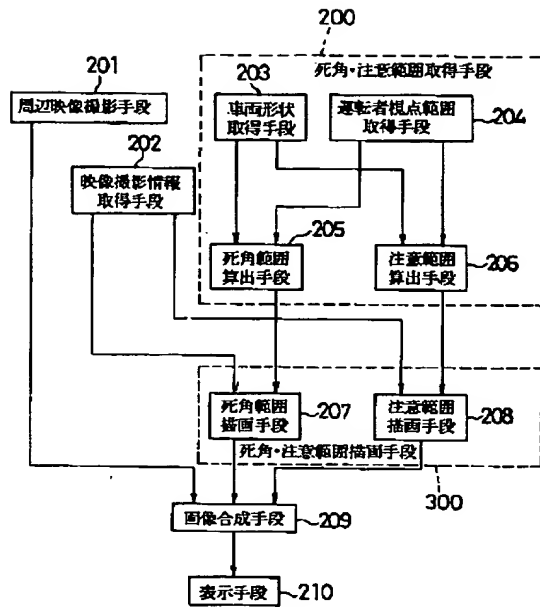 200
死角・注意範囲取得手段
201
周辺映像撮影手段
203
車両形状
取得手段
運転者視点範囲
取得手段
204
202
映像撮影情報
取得手段
205
死角範囲
算出手段
注意範囲
算出手段
206
死角範囲
描画手段
207
注意範囲
描画手段
208
死角・注意範囲描画手段
300
画像合成手段
209
表示手段
210